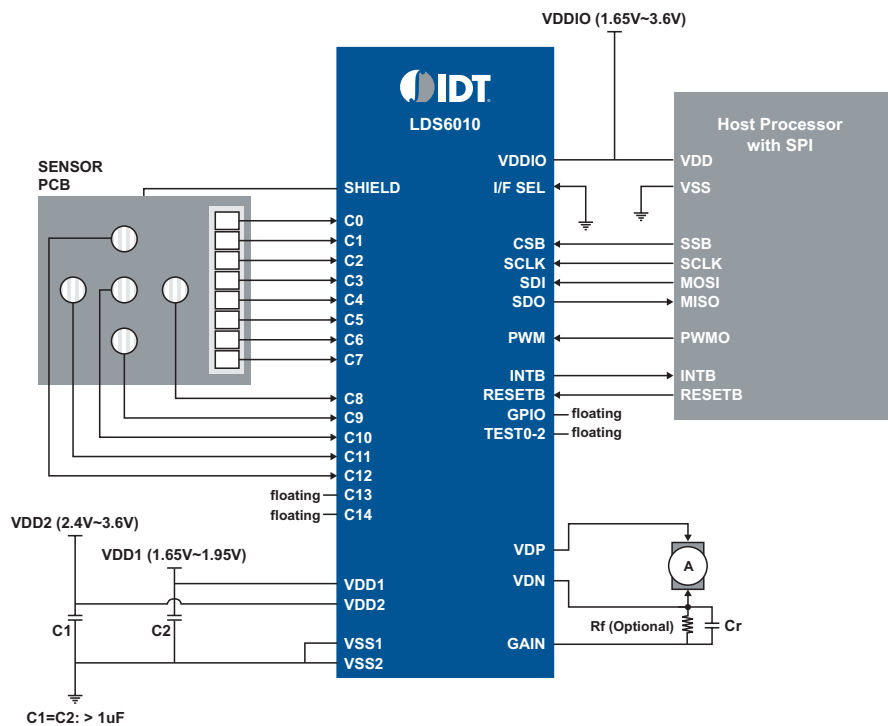 VDDIO (1.65V~3.6V)
IDT
LDS6010
Host Processor
with SPI
SENSOR
PCB
SHIELD
C0
C1
C2
C3
C4
C5
C6
C7
C8
C9
C10
C11
C12
floating C13
floating C14
VDDIO
I/F SEL
CSB
SCLK
SDI
SDO
PWM
INTB
RESETB
GPIO floating
TEST0-2 floating
VDD
VSS
SSB
SCLK
MOSI
MISO
PWMO
INTB
RESETB
VDD2 (2.4V~3.6V)
VDD1 (1.65V~1.95V)
VDD1
VDD2
C1
C2
VSS1
VSS2
C1=C2: > 1uF
VDP
VDN
GAIN
A
Rf (Optional)
Cr